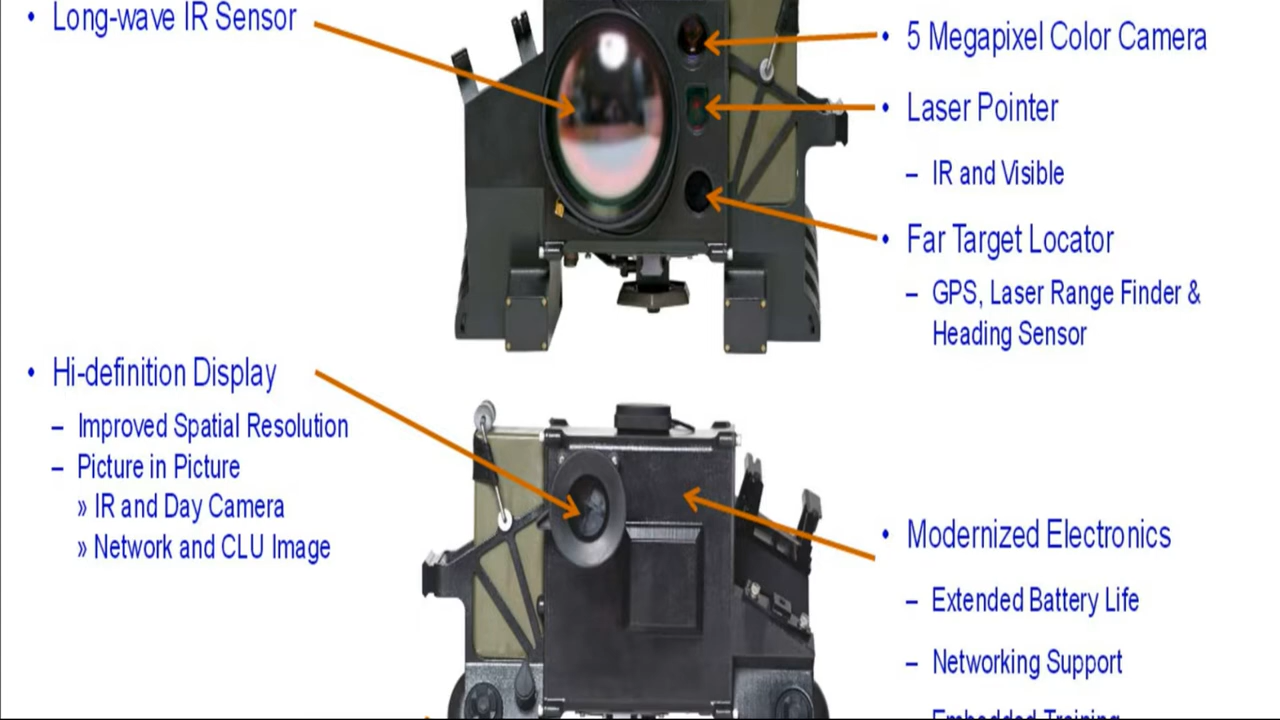 • Long-wave IR Sensor
• 5 Megapixel Color Camera
• Laser Pointer
– IR and Visible
• Far Target Locator
– GPS, Laser Range Finder &
Heading Sensor
• Hi-definition Display
– Improved Spatial Resolution
– Picture in Picture
» IR and Day Camera
» Network and CLU Image
• Modernized Electronics
– Extended Battery Life
– Networking Support
– Embedded Training